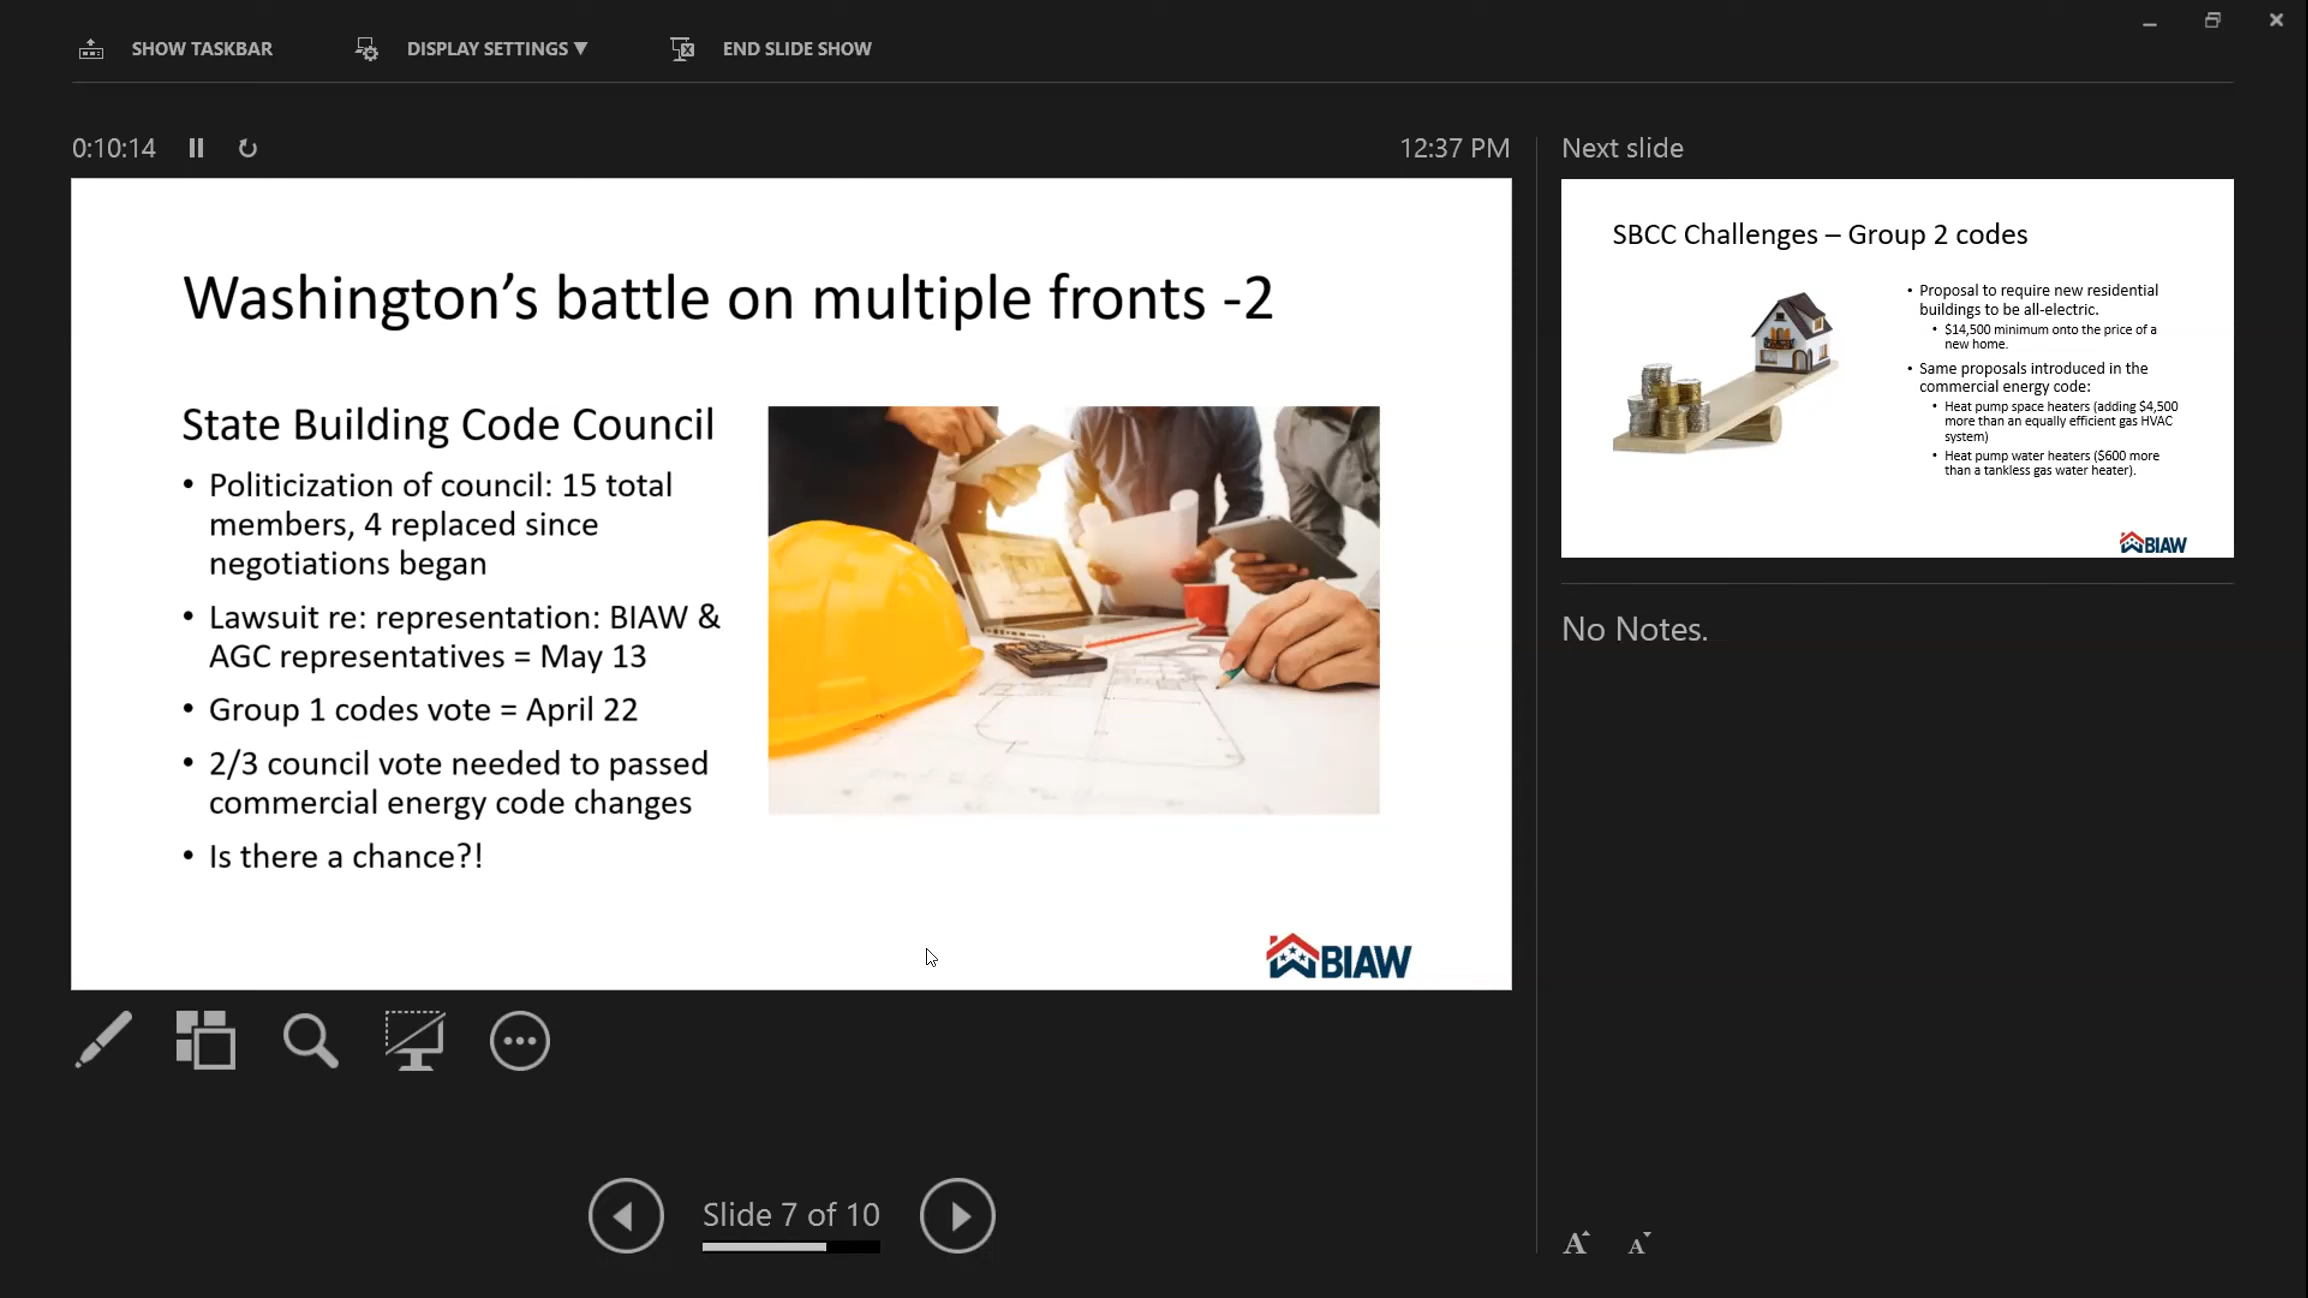 SHOW TASKBAR
DISPLAY SETTINGS ▼
END SLIDE SHOW
0:10:14
12:37 PM
Washington's battle on multiple fronts -2
State Building Code Council
• Politicization of council: 15 total
members, 4 replaced since
negotiations began
• Lawsuit re: representation: BIAW &
AGC representatives = May 13
• Group 1 codes vote = April 22
• 2/3 council vote needed to passed
commercial energy code changes
• Is there a chance?!
BIAW
Slide 7 of 10
Next slide
SBCC Challenges – Group 2 codes
• Proposal to require new residential
buildings to be all-electric.
• $14,500 minimum onto the price of a
new home.
• Same proposals introduced in the
commercial energy code:
• Heat pump space heaters (adding $4,500
more than an equally efficient gas HVAC
system)
• Heat pump water heaters ($600 more
than a tankless gas water heater).
BIAW
No Notes.
A A